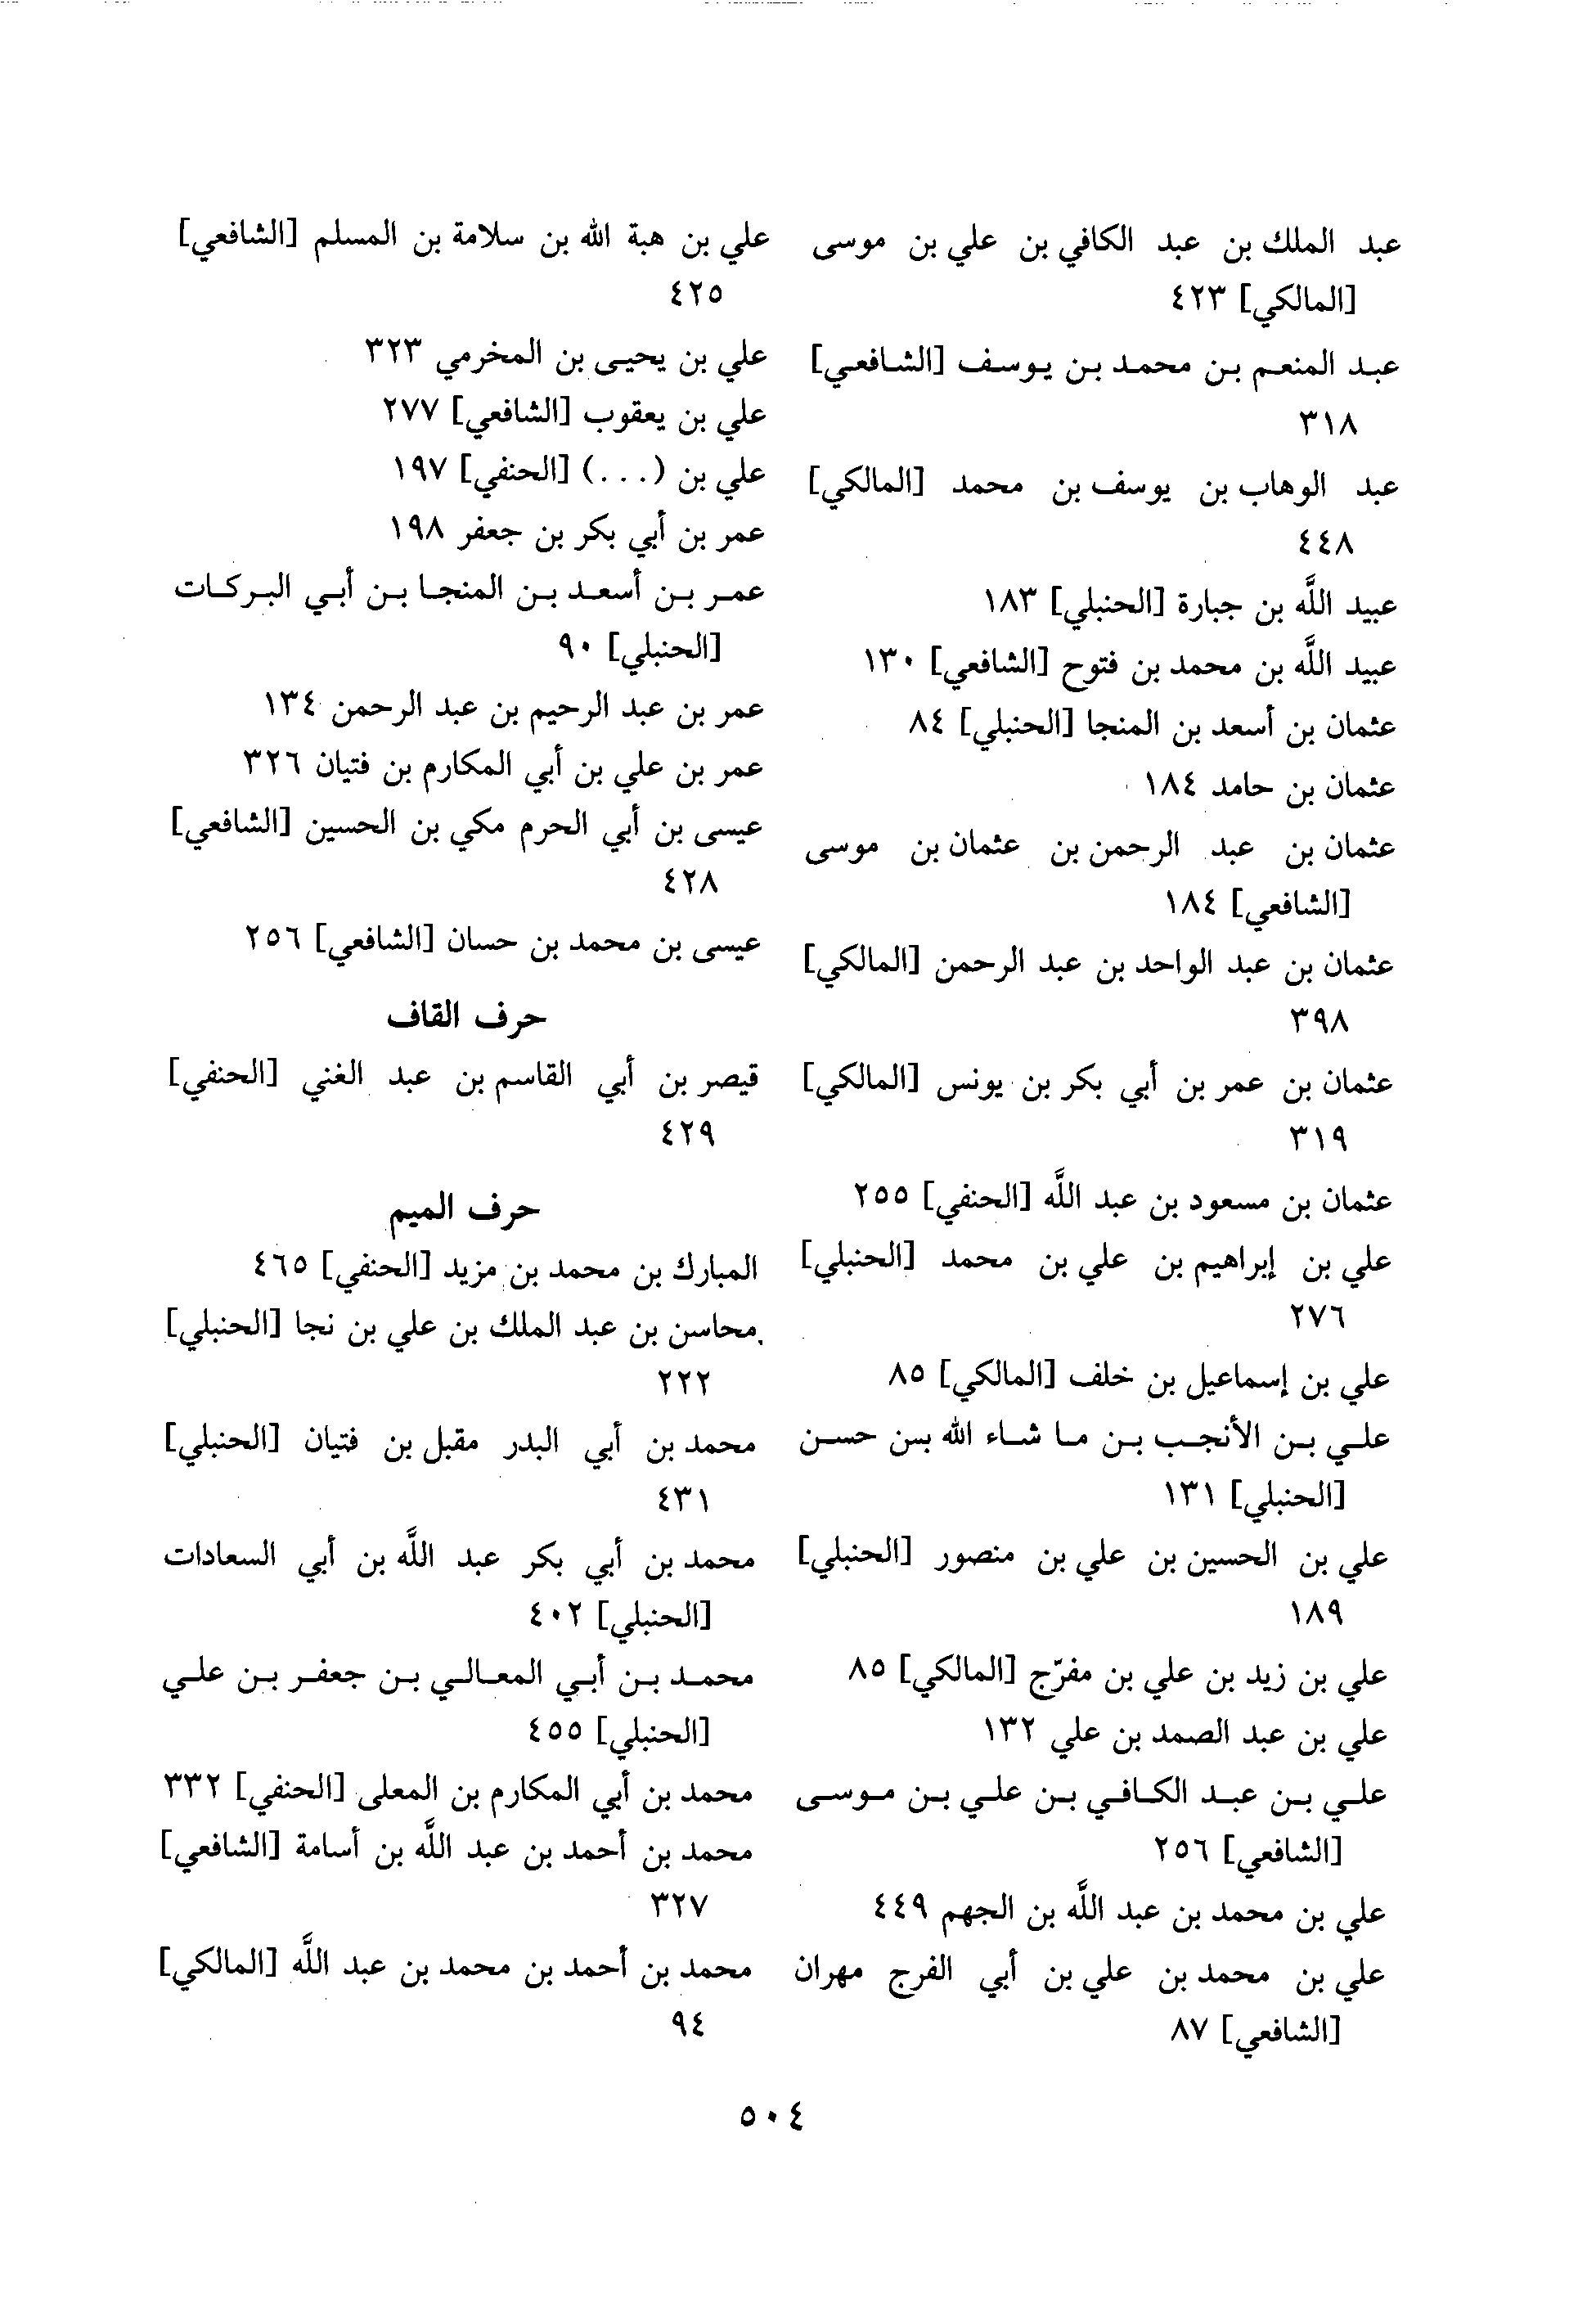 عبد الملك بن عبد الكافي بن علي بن موسى
[المالكي] ٤٢٣
عبد المنعم بن محمد بن يوسف [الشافعي]
٣١٨
عبد الوهاب بن يوسف بن محمد [المالكي]
٤٤٨
عبيد اللَّه بن جبارة [الحنبلي] ١٨٣
عبيد اللَّه بن محمد بن فتوح [الشافعي] ١٣٠
عثمان بن أسعد بن المنجا [الحنبلي] ٨٤
عثمان بن حامد ١٨٤
عثمان بن عبد الرحمن بن عثمان بن موسى
[الشافعي] ١٨٤
عثمان بن عبد الواحد بن عبد الرحمن [المالكي]
٣٩٨
عثمان بن عمر بن أبي بكر بن يونس [المالكي]
٣١٩
عثمان بن مسعود بن عبد اللَّه [الحنفي] ٢٥٥
علي بن إبراهيم بن علي بن محمد [الحنبلي]
٢٧٦
علي بن إسماعيل بن خلف [المالكي] ٨٥
علي بن الأنجب بن ما شاء الله بسن حسن
[الحنبلي] ١٣١
علي بن الحسين بن علي بن منصور [الحنبلي]
١٨٩
علي بن زيد بن علي بن مفرّج [المالكي] ٨٥
علي بن عبد الصمد بن علي ١٣٢
علي بن عبد الكافي بن علي بن موسى
[الشافعي] ٢٥٦
علي بن محمد بن عبد اللَّه بن الجهم ٤٤٩
علي بن محمد بن علي بن أبي الفرج مهران
[الشافعي] ٨٧
علي بن هبة الله بن سلامة بن المسلم [الشافعي]
٤٢٥
علي بن يحيى بن المخرمي ٣٢٣
علي بن يعقوب [الشافعي] ٢٧٧
علي بن (...) [الحنفي] ١٩٧
عمر بن أبي بكر بن جعفر ١٩٨
عمر بن أسعد بن المنجا بن أبي البركات
[الحنبلي] ٩٠
عمر بن عبد الرحيم بن عبد الرحمن ١٣٤
عمر بن علي بن أبي المكارم بن فتيان ٣٢٦
عيسى بن أبي الحرم مكي بن الحسين [الشافعي]
٤٢٨
عيسى بن محمد بن حسان [الشافعي] ٢٥٦
حرف القاف
قيصر بن أبي القاسم بن عبد الغني [الحنفي]
٤٢٩
حرف الميم
المبارك بن محمد بن مزيد [الحنفي] ٤٦٥
محاسن بن عبد الملك بن علي بن نجا [الحنبلي]
٢٢٢
محمد بن أبي البدر مقبل بن فتيان [الحنبلي]
٤٣١
محمد بن أبي بكر عبد اللَّه بن أبي السعادات
[الحنبلي] ٤٠٢
محمد بن أبي المعالي بن جعفر بن علي
[الحنبلي] ٤٥٥
محمد بن أبي المكارم بن المعلى [الحنفي] ٣٣٢
محمد بن أحمد بن عبد اللَّه بن أسامة [الشافعي]
٣٢٧
محمد بن أحمد بن محمد بن عبد اللَّه [المالكي]
٩٤
٥٠٤